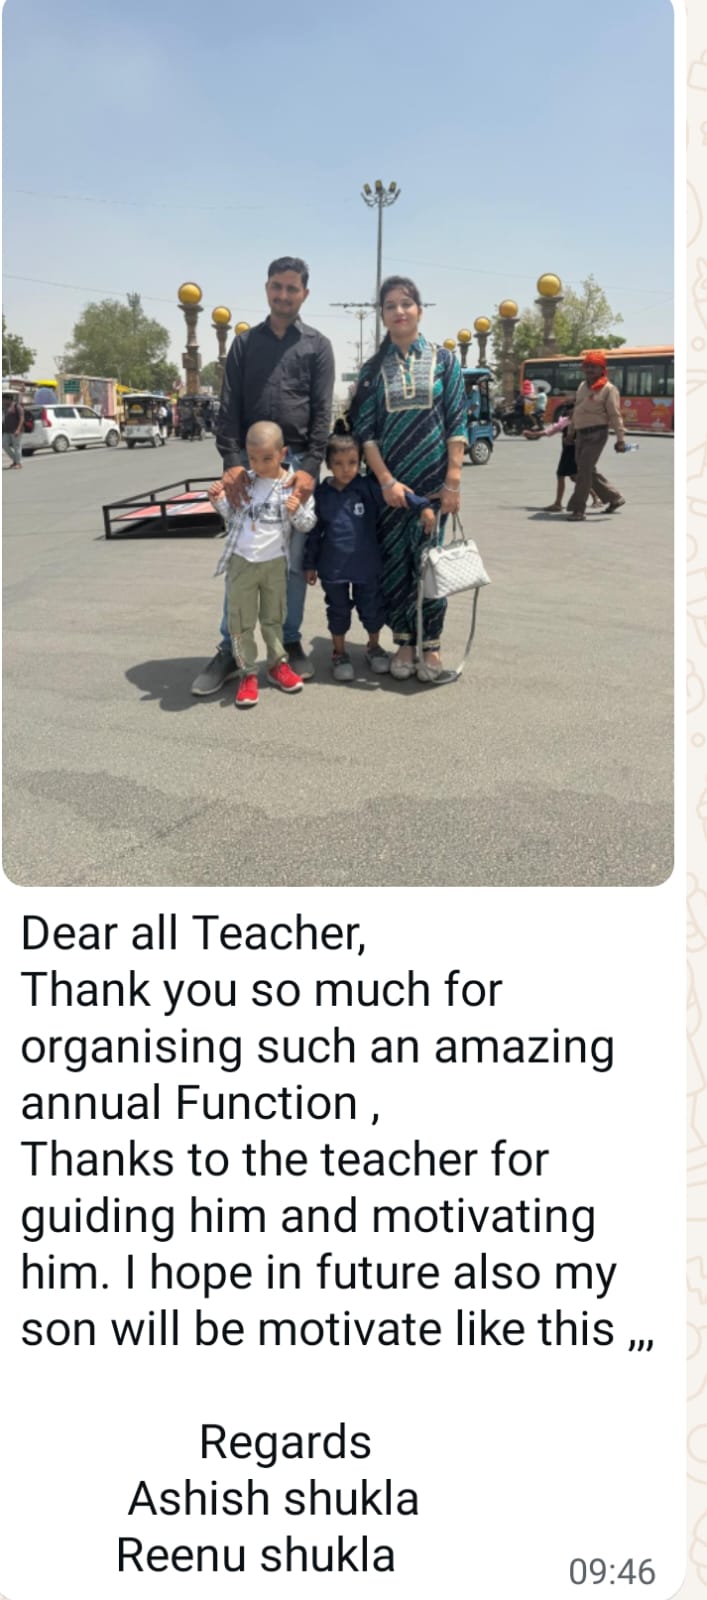 Dear all Teacher,
Thank you so much for
organising such an amazing
annual Function ,
Thanks to the teacher for
guiding him and motivating
him. I hope in future also my
son will be motivate like this ,,,
Regards
Ashish shukla
Reenu shukla
09:46